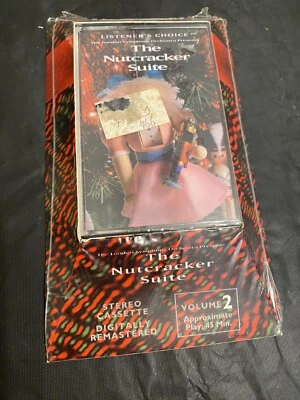 LISTENER'S CHOICE™
The London Symphony Orchestra Presents
The
Nutcracker
Suite
The London Symphony Orchestra Presents
The
Nutcracker
Suite
STEREO
CASSETTE
DIGITALLY
REMASTERED
VOLUME 2
Approximate
Play: 45 Min.